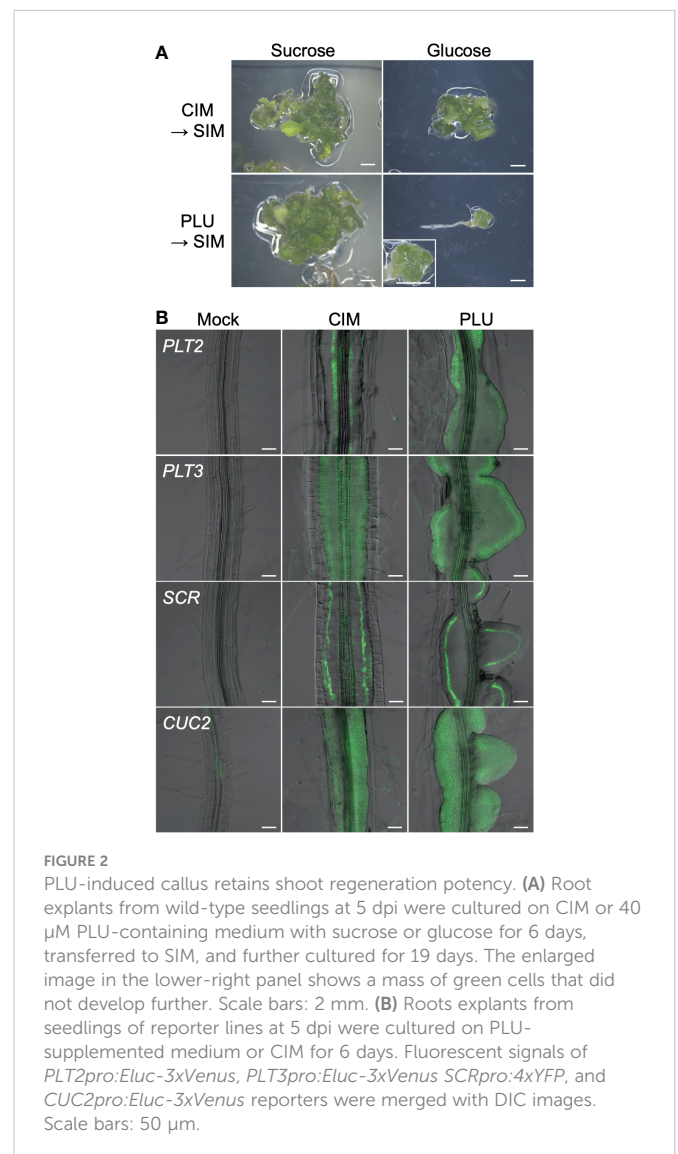 A
Sucrose Glucose
CIM
→ SIM
PLU
→ SIM
B Mock CIM PLU
PLT2
PLT3
SCR
CUC2
FIGURE 2
PLU-induced callus retains shoot regeneration potency. (A) Root
explants from wild-type seedlings at 5 dpi were cultured on CIM or 40
µM PLU-containing medium with sucrose or glucose for 6 days,
transferred to SIM, and further cultured for 19 days. The enlarged
image in the lower-right panel shows a mass of green cells that did
not develop further. Scale bars: 2 mm. (B) Roots explants from
seedlings of reporter lines at 5 dpi were cultured on PLU-
supplemented medium or CIM for 6 days. Fluorescent signals of
PLT2pro:Eluc-3xVenus, PLT3pro:Eluc-3xVenus SCRpro:4xYFP, and
CUC2pro:Eluc-3xVenus reporters were merged with DIC images.
Scale bars: 50 µm.